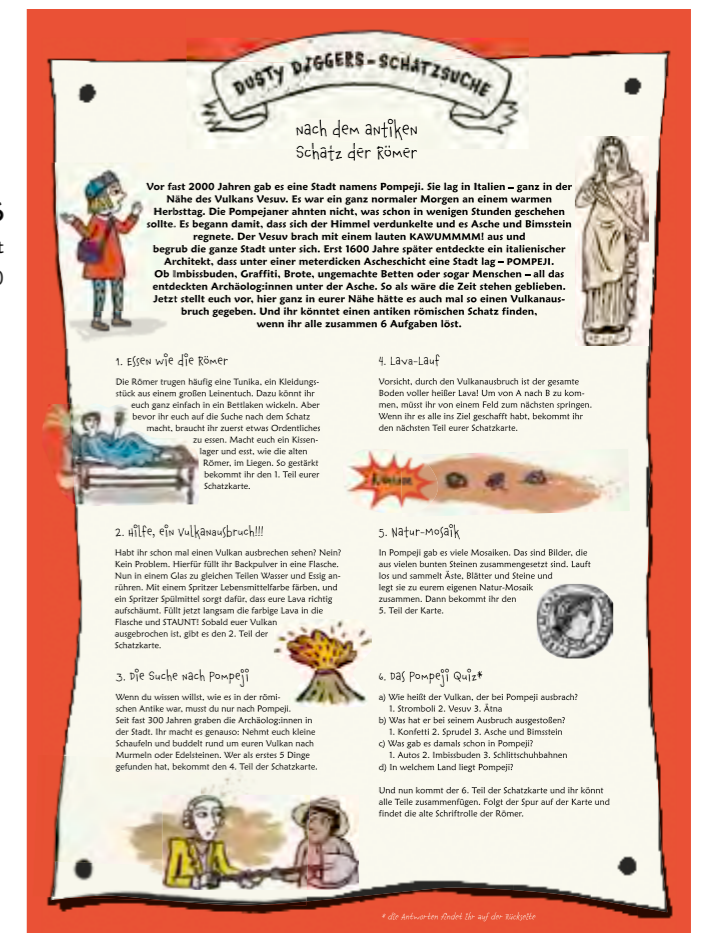 DUSTY DIGGERS-SCHATZSUCHE
Nach dem antiken
Schatz der Römer
Vor fast 2000 Jahren gab es eine Stadt namens Pompeji. Sie lag in Italien – ganz in der
Nähe des Vulkans Vesuv. Es war ein ganz normaler Morgen an einem warmen
Herbsttag. Die Pompejaner ahnten nicht, was schon in wenigen Stunden geschehen
sollte. Es begann damit, dass sich der Himmel verdunkelte und es Asche und Bimsstein
regnete. Der Vesuv brach mit einem lauten KAWUMMMM! aus und
begrub die ganze Stadt unter sich. Erst 1600 Jahre später entdeckte ein italienischer
Architekt, dass unter einer meterdicken Ascheschicht eine Stadt lag – POMPEJI.
Ob Imbissbuden, Graffiti, Brote, ungemachte Betten oder sogar Menschen – all das
entdeckten Archäolog:innen unter der Asche. So als wäre die Zeit stehen geblieben.
Jetzt stellt euch vor, hier ganz in eurer Nähe hätte es auch mal so einen Vulkanaus-
bruch gegeben. Und ihr könntet einen antiken römischen Schatz finden,
wenn ihr alle zusammen 6 Aufgaben löst.
1. Essen wie die Römer
Die Römer trugen häufig eine Tunika, ein Kleidungs-
stück aus einem großen Leinentuch. Dazu könnt ihr
euch ganz einfach in ein Bettlaken wickeln. Aber
bevor ihr euch auf die Suche nach dem Schatz
macht, braucht ihr zuerst etwas Ordentliches
zu essen. Macht euch ein Kissen-
lager und esst, wie die alten
Römer, im Liegen. So gestärkt
bekommt ihr den 1. Teil eurer
Schatzkarte.
2. Hilfe, ein Vulkanausbruch!!!
Habt ihr schon mal einen Vulkan ausbrechen sehen? Nein?
Kein Problem. Hierfür füllt ihr Backpulver in eine Flasche.
Nun in einem Glas zu gleichen Teilen Wasser und Essig an-
rühren. Mit einem Spritzer Lebensmittelfarbe färben, und
ein Spritzer Spülmittel sorgt dafür, dass eure Lava richtig
aufschäumt. Füllt jetzt langsam die farbige Lava in die
Flasche und STAUNT! Sobald euer Vulkan
ausgebrochen ist, gibt es den 2. Teil der
Schatzkarte.
3. Die Suche nach Pompeji
Wenn du wissen willst, wie es in der römi-
schen Antike war, musst du nur nach Pompeji.
Seit fast 300 Jahren graben die Archäolog:innen in
der Stadt. Ihr macht es genauso: Nehmt euch kleine
Schaufeln und buddelt rund um euren Vulkan nach
Murmeln oder Edelsteinen. Wer als erstes 5 Dinge
gefunden hat, bekommt den 4. Teil der Schatzkarte.
4. Lava-Lauf
Vorsicht, durch den Vulkanausbruch ist der gesamte
Boden voller heißer Lava! Um von A nach B zu kom-
men, müsst ihr von einem Feld zum nächsten springen.
Wenn ihr es alle ins Ziel geschafft habt, bekommt ihr
den nächsten Teil eurer Schatzkarte.
5. Natur-Mosaik
In Pompeji gab es viele Mosaiken. Das sind Bilder, die
aus vielen bunten Steinen zusammengesetzt sind. Lauft
los und sammelt Äste, Blätter und Steine und
legt sie zu eurem eigenen Natur-Mosaik
zusammen. Dann bekommt ihr den
5. Teil der Karte.
6. Das Pompeji Quiz*
a) Wie heißt der Vulkan, der bei Pompeji ausbrach?
1. Stromboli 2. Vesuv 3. Ätna
b) Was hat er bei seinem Ausbruch ausgestoßen?
1. Konfetti 2. Sprudel 3. Asche und Bimsstein
c) Was gab es damals schon in Pompeji?
1. Autos 2. Imbissbuden 3. Schlittschuhbahnen
d) In welchem Land liegt Pompeji?
Und nun kommt der 6. Teil der Schatzkarte und ihr könnt
alle Teile zusammenfügen. Folgt der Spur auf der Karte und
findet die alte Schriftrolle der Römer.
* die Antworten findet ihr auf der Rückseite